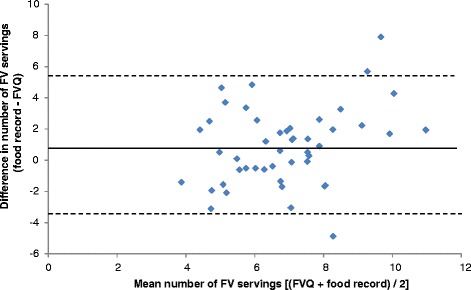 10
8
6
4
2
0
-2
-4
-6
Difference in number of FV servings
(food record - FVQ)
0 2 4 6 8 10 12
Mean number of FV servings [(FVQ + food record) / 2]